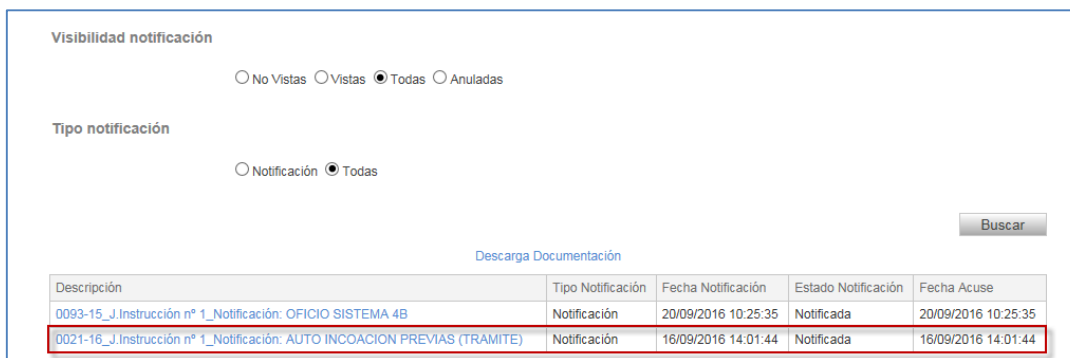 Visibilidad notificación
No Vistas Vistas Todas Anuladas
Tipo notificación
Notificación Todas
Buscar
Descarga Documentación
Descripción Tipo Notificación Fecha Notificación Estado Notificación Fecha Acuse
0093-15_J.Instrucción nº 1_Notificación: OFICIO SISTEMA 4B Notificación 20/09/2016 10:25:35 Notificada 20/09/2016 10:25:35
0021-16_J.Instrucción nº 1_Notificación: AUTO INCOACION PREVIAS (TRAMITE) Notificación 16/09/2016 14:01:44 Notificada 16/09/2016 14:01:44